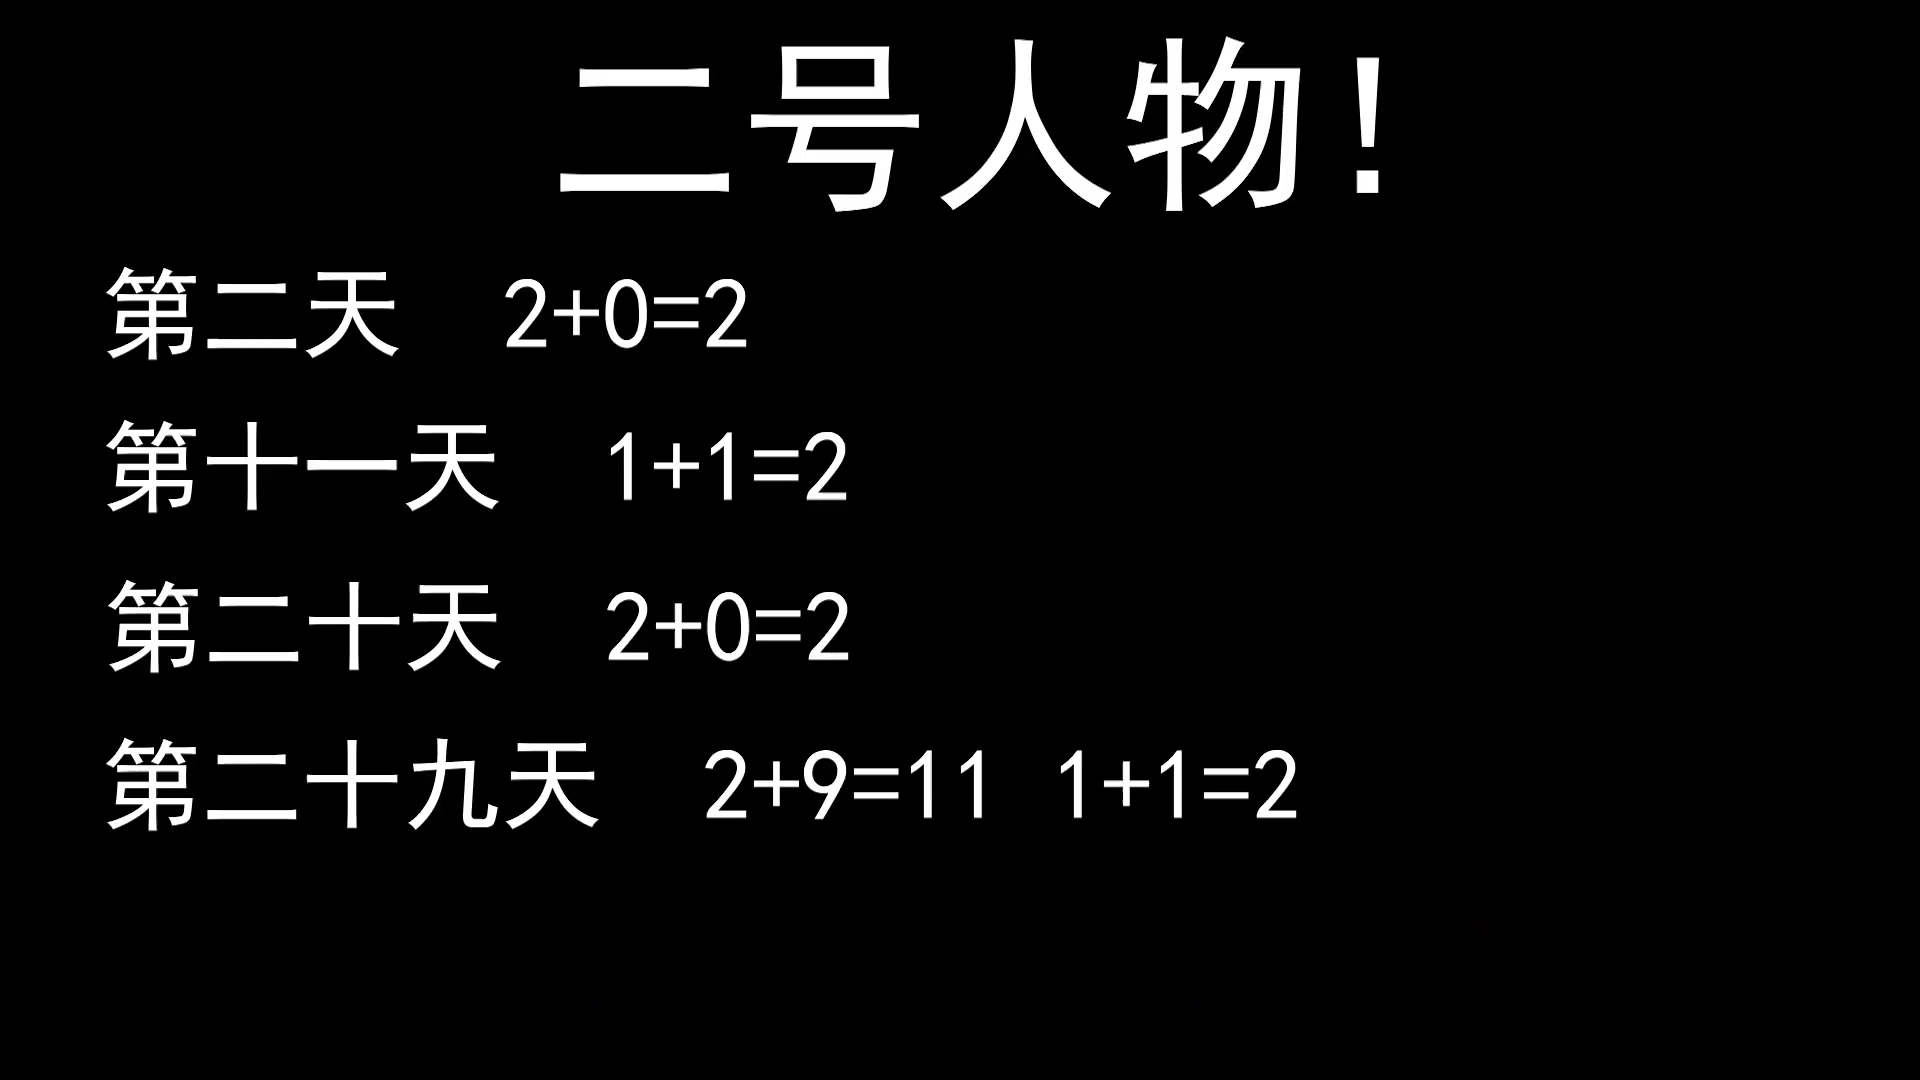 二号人物！
第二天 2+0=2
第十一天 1+1=2
第二十天 2+0=2
第二十九天 2+9=11 1+1=2